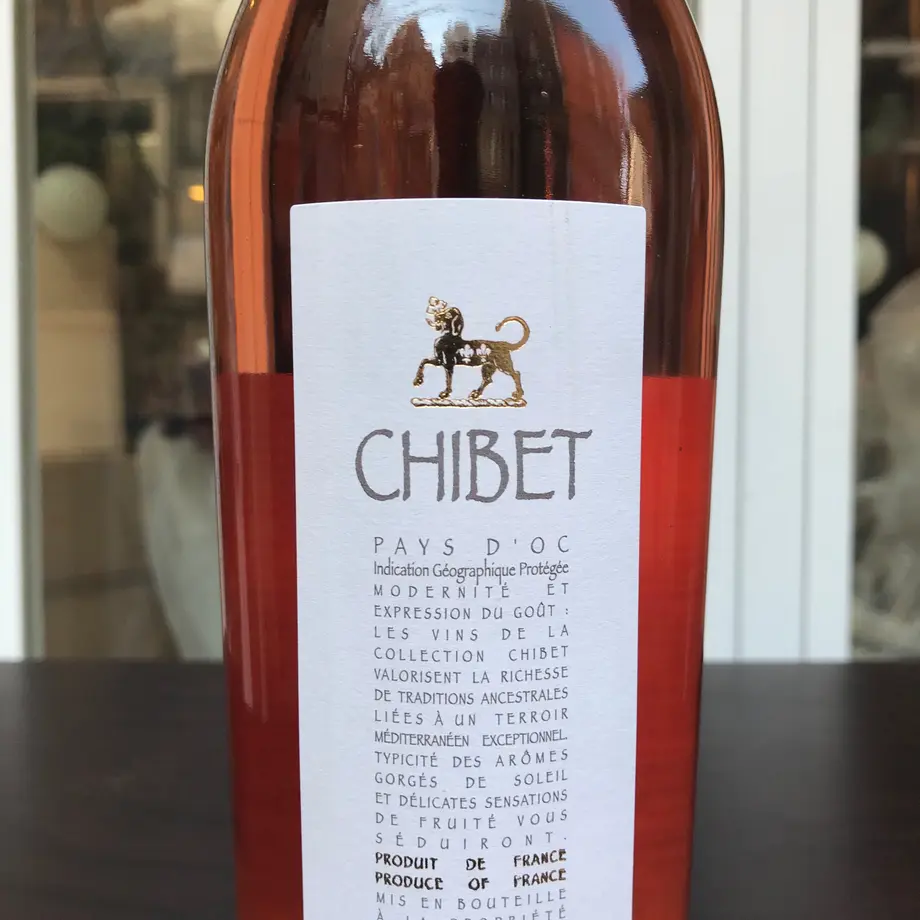 CHIBET
PAYS D'OC
Indication Géographique Protégée
MODERNITÉ ET
EXPRESSION DU GOÛT :
LES VINS DE LA
COLLECTION CHIBET
VALORISENT LA RICHESSE
DE TRADITIONS ANCESTRALES
LIÉES À UN TERROIR
MÉDITERRANÉEN EXCEPTIONNEL.
TYPICITÉ DES ARÔMES
GORGÉS DE SOLEIL
ET DÉLICATES SENSATIONS
DE FRUITÉ VOUS
SÉDUIRONT.
PRODUIT DE FRANCE
PRODUCE OF FRANCE
MIS EN BOUTEILLE
À LA PROPRIÉTÉ